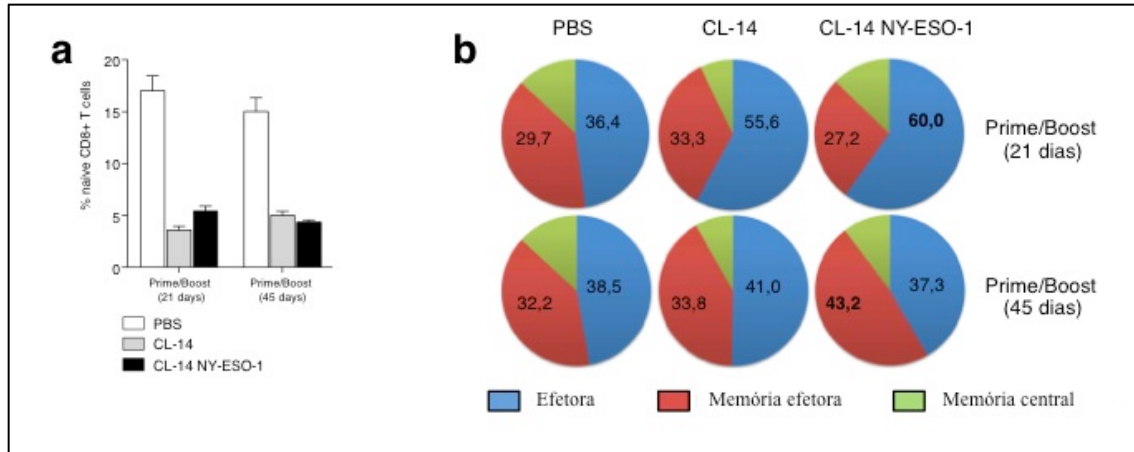 a
20
15
10
5
0
% naive CD8+ T cells
Prime/Boost
(21 days)
Prime/Boost
(45 days)
PBS
CL-14
CL-14 NY-ESO-1
b
PBS
CL-14
CL-14 NY-ESO-1
29,7
36,4
33,3
55,6
27,2
60,0
Prime/Boost
(21 dias)
32,2
38,5
33,8
41,0
43,2
37,3
Prime/Boost
(45 dias)
Efetora
Memória efetora
Memória central